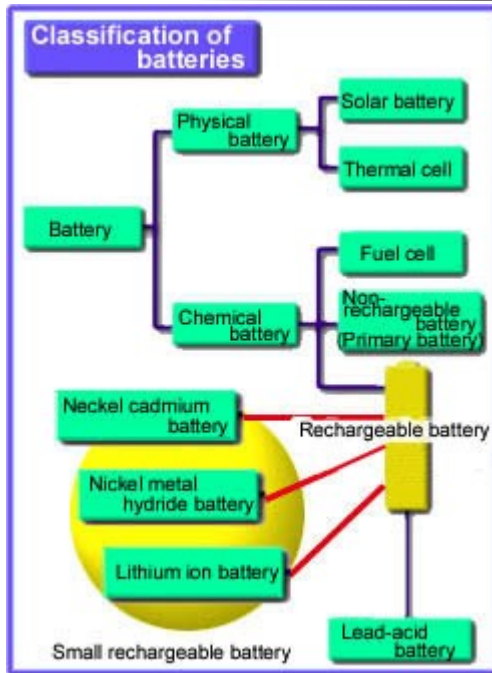 Classification of
batteries
Solar battery
Physical
battery
Thermal cell
Battery
Fuel cell
Non-
rechargeable
battery
(Primary battery)
Chemical
battery
Neckel cadmium
battery
Rechargeable battery
Nickel metal
hydride battery
Lithium ion battery
Small rechargeable battery
Lead-acid
battery